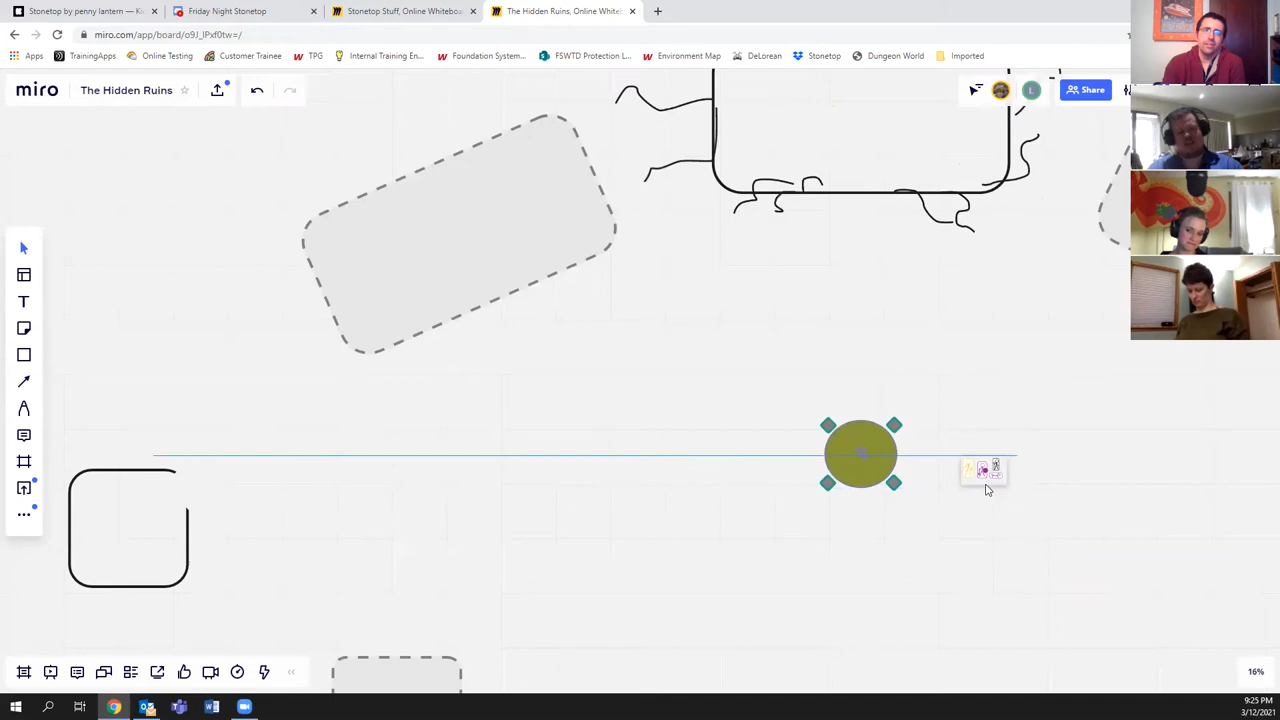 Stonetop by penny lantern — Ki
Friday Night Stonetop
Stonetop Stuff, Online Whiteboa
The Hidden Ruins, Online White
miro.com/app/board/o9J_lPxf0tw=/
Apps
TrainingApps
Online Testing
Customer Trainee
TPG
Internal Training En...
Foundation System...
FSWTD Protection L...
Environment Map
DeLorean
Stonetop
Dungeon World
Imported
miro
The Hidden Ruins
L
Share
T
16%
9:25 PM
3/12/2021